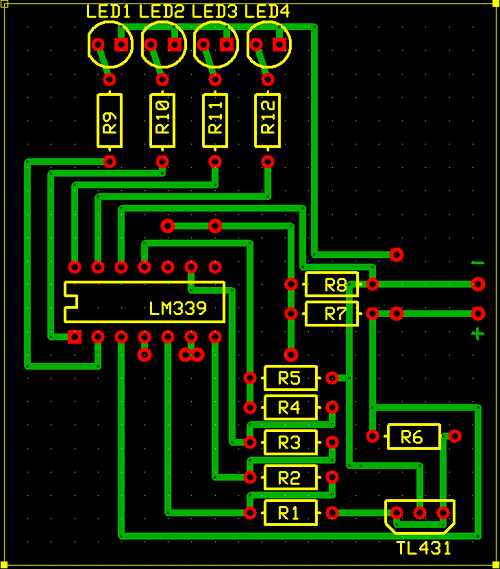 LED1 LED2 LED3 LED4
R9 R10 R11 R12
R8
-
LM339
R7
+
R5
R4
R6
R3
R2
R1
TL431